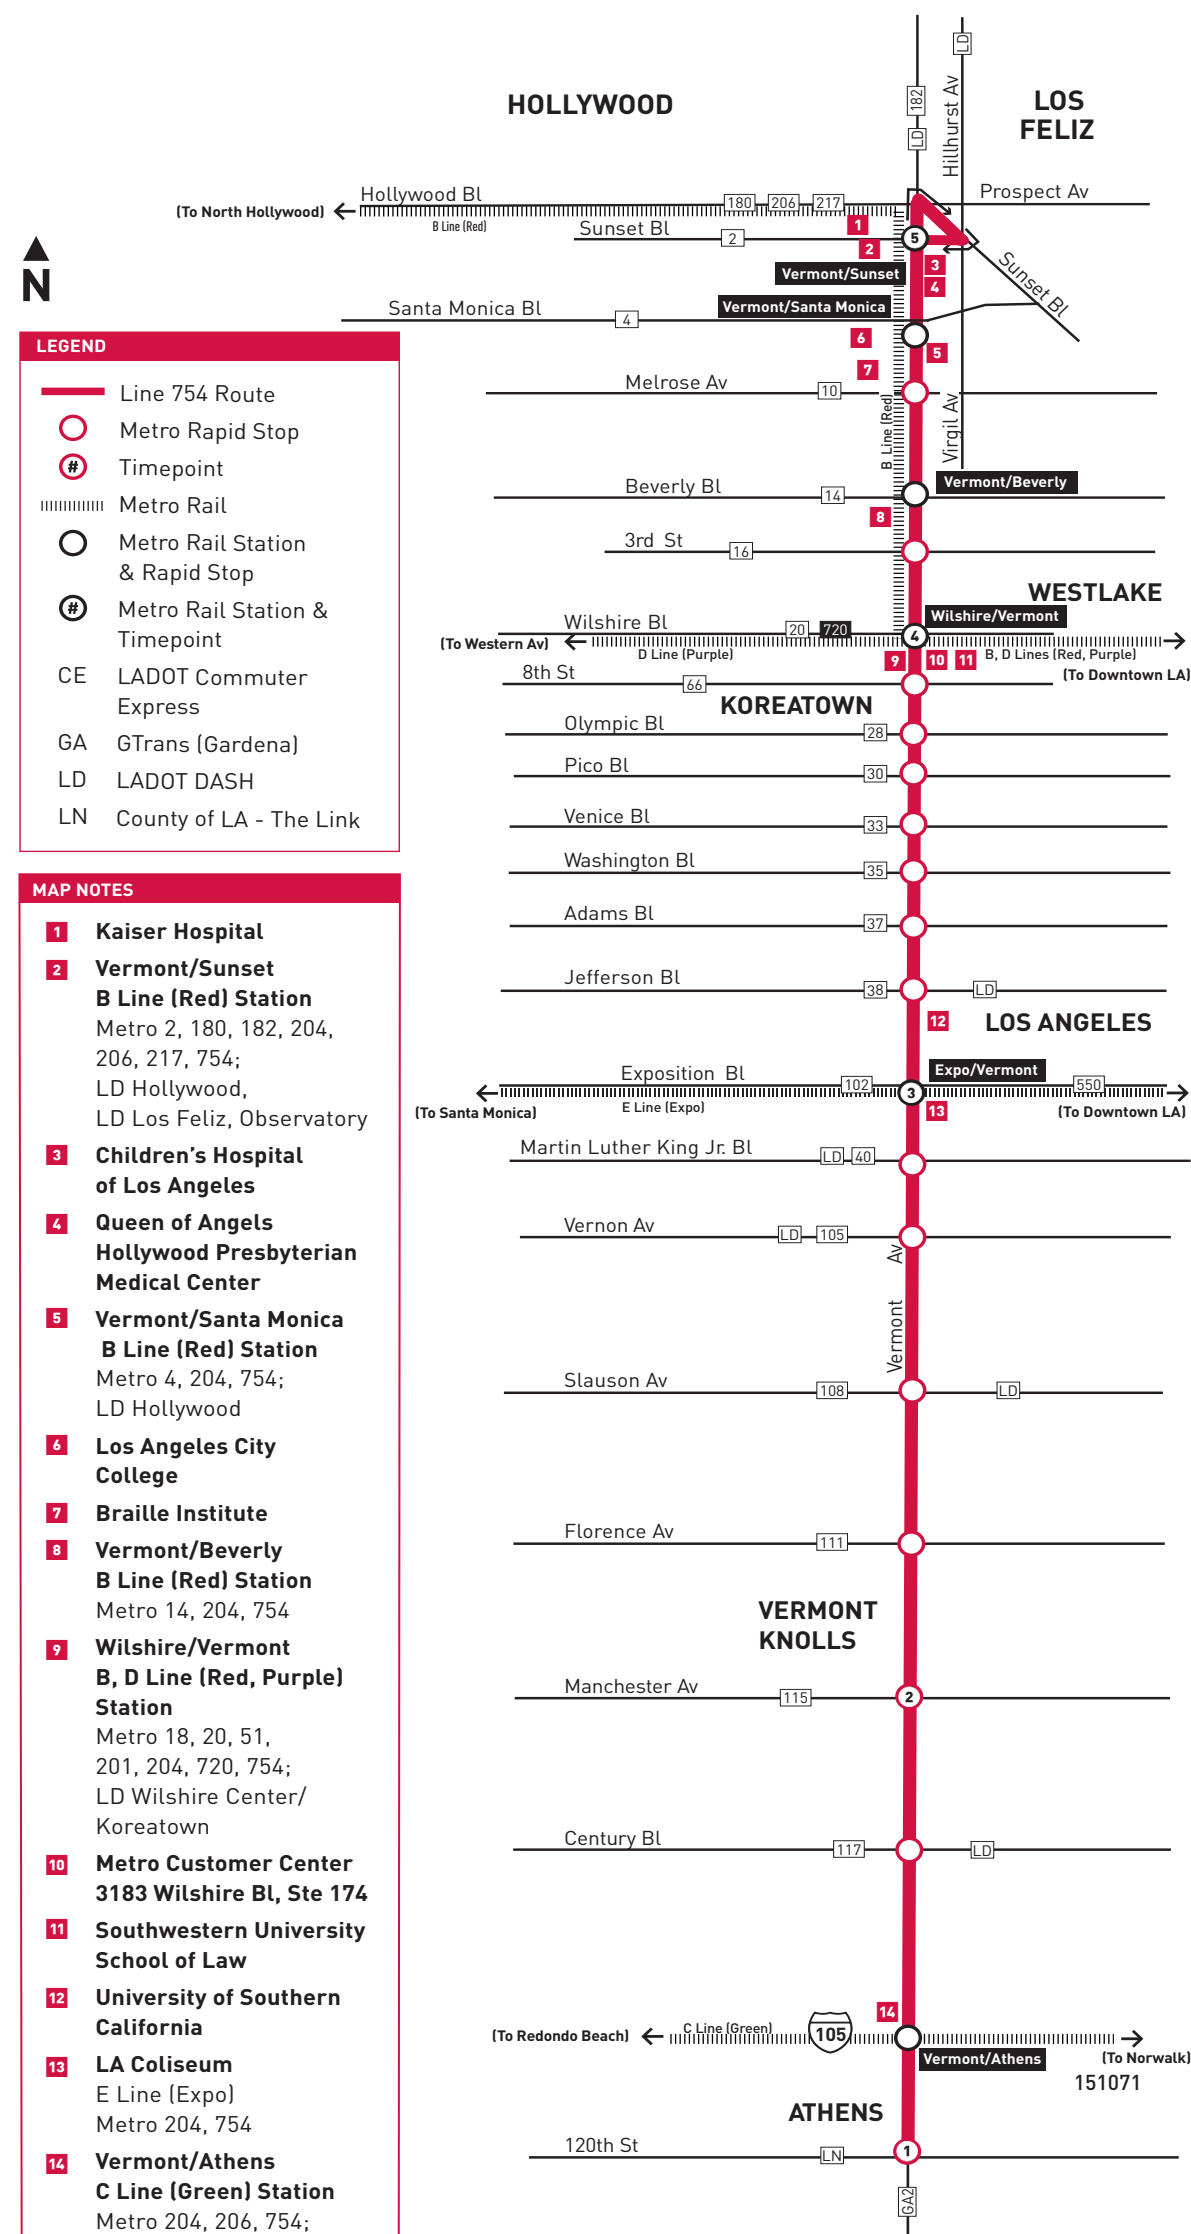 LD
182
LD
Hillhurst Av
HOLLYWOOD
LOS
FELIZ
Hollywood Bl
180 206 217
Prospect Av
(To North Hollywood)
B Line (Red)
1
Sunset Bl
2
2
5
3
Vermont/Sunset
4
Sunset Bl
N
Santa Monica Bl
4
Vermont/Santa Monica
6
5
7
Melrose Av
10
B Line (Red)
Virgil Av
Beverly Bl
14
Vermont/Beverly
8
3rd St
16
WESTLAKE
Wilshire Bl
20 720
4
Wilshire/Vermont
(To Western Av)
D Line (Purple)
9
10
11
B, D Lines (Red, Purple)
(To Downtown LA)
8th St
66
KOREATOWN
Olympic Bl
28
Pico Bl
30
Venice Bl
33
Washington Bl
35
Adams Bl
37
Jefferson Bl
38
LD
12
LOS ANGELES
Exposition Bl
102
3
Expo/Vermont
550
(To Santa Monica)
E Line (Expo)
13
(To Downtown LA)
Martin Luther King Jr. Bl
LD 40
Vernon Av
LD 105
Vermont Av
Slauson Av
108
LD
Florence Av
111
VERMONT
KNOLLS
Manchester Av
115
2
Century Bl
117
LD
14
(To Redondo Beach)
C Line (Green)
105
Vermont/Athens
(To Norwalk)
151071
ATHENS
120th St
LN
1
GA2
LEGEND
Line 754 Route
Metro Rapid Stop
# Timepoint
Metro Rail
Metro Rail Station
& Rapid Stop
# Metro Rail Station &
Timepoint
CE LADOT Commuter
Express
GA GTrans (Gardena)
LD LADOT DASH
LN County of LA - The Link
MAP NOTES
1 Kaiser Hospital
2 Vermont/Sunset
B Line (Red) Station
Metro 2, 180, 182, 204,
206, 217, 754;
LD Hollywood,
LD Los Feliz, Observatory
3 Children's Hospital
of Los Angeles
4 Queen of Angels
Hollywood Presbyterian
Medical Center
5 Vermont/Santa Monica
B Line (Red) Station
Metro 4, 204, 754;
LD Hollywood
6 Los Angeles City
College
7 Braille Institute
8 Vermont/Beverly
B Line (Red) Station
Metro 14, 204, 754
9 Wilshire/Vermont
B, D Line (Red, Purple)
Station
Metro 18, 20, 51,
201, 204, 720, 754;
LD Wilshire Center/
Koreatown
10 Metro Customer Center
3183 Wilshire Bl, Ste 174
11 Southwestern University
School of Law
12 University of Southern
California
13 LA Coliseum
E Line (Expo)
Metro 204, 754
14 Vermont/Athens
C Line (Green) Station
Metro 204, 206, 754;